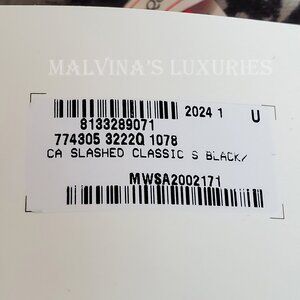 MALVINA'S LUXURIES
2024 1 U
8133289071
774305 3222Q 1078
CA SLASHED CLASSIC S BLACK/
MWSA2002171